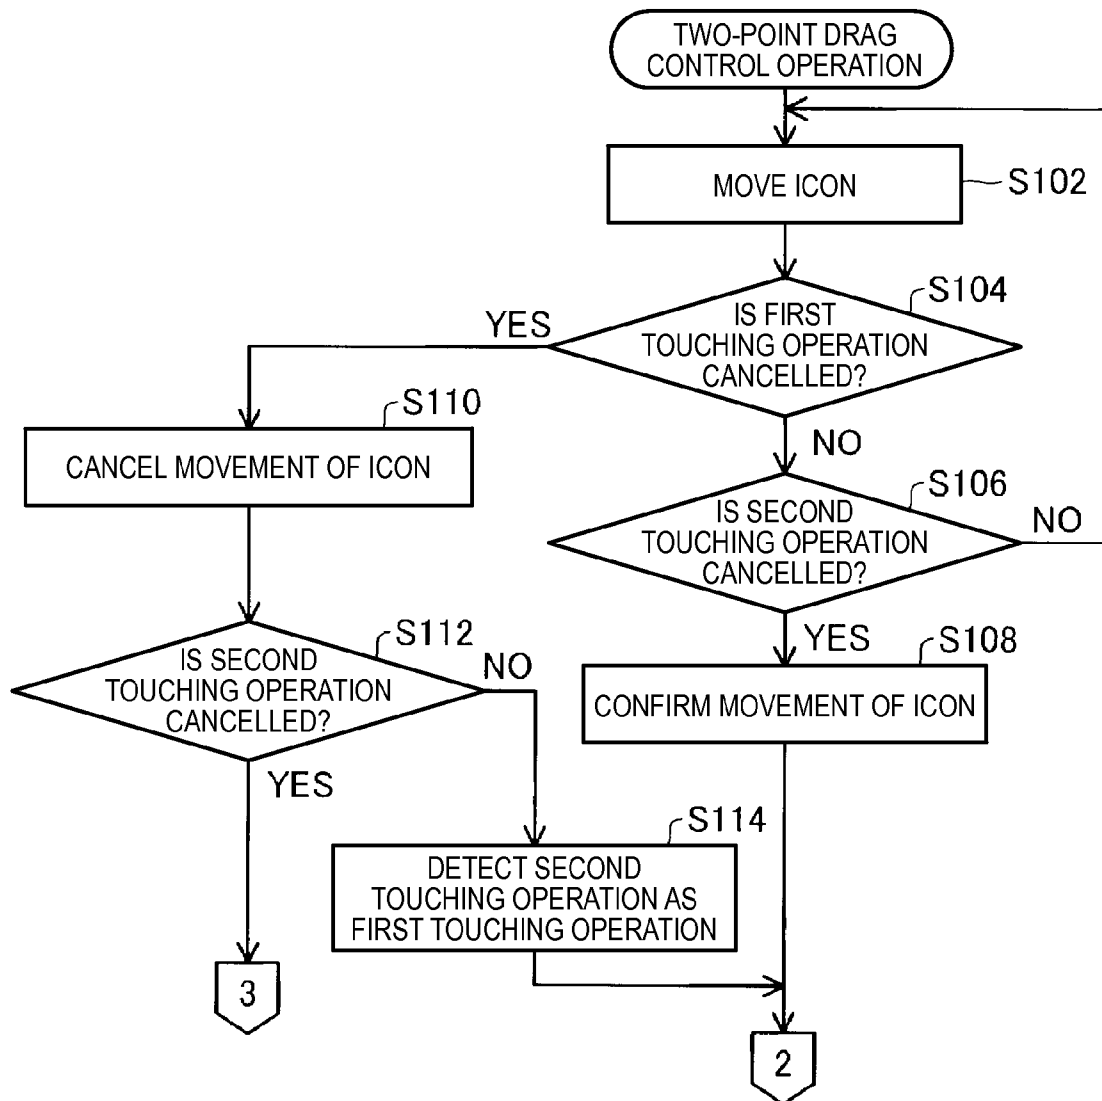 TWO-POINT DRAG
CONTROL OPERATION
MOVE ICON
S102
S104
IS FIRST
TOUCHING OPERATION
CANCELLED?
YES
NO
S110
CANCEL MOVEMENT OF ICON
S106
IS SECOND
TOUCHING OPERATION
CANCELLED?
NO
YES
S112
IS SECOND
TOUCHING OPERATION
CANCELLED?
NO
YES
S108
CONFIRM MOVEMENT OF ICON
S114
DETECT SECOND
TOUCHING OPERATION AS
FIRST TOUCHING OPERATION
3
2